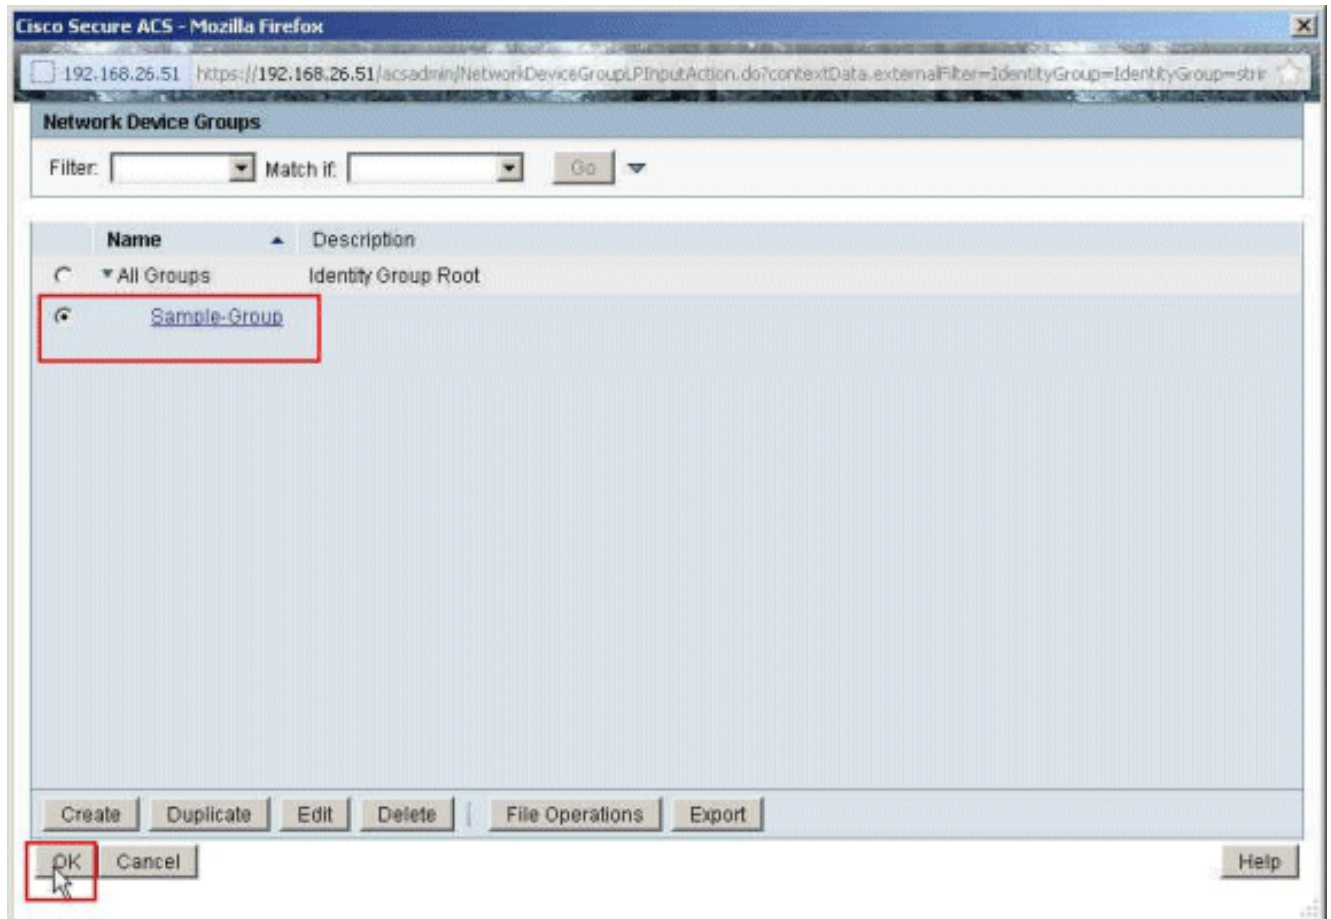 Cisco Secure ACS - Mozilla Firefox
192.168.26.51 https://192.168.26.51/acsadmin/NetworkDeviceGroupLPInputAction.do?contextData.externalFilter=IdentityGroup=IdentityGroup=strir
Network Device Groups
Filter: Match if: Go
Name Description
All Groups Identity Group Root
Sample-Group
Create Duplicate Edit Delete | File Operations Export
OK Cancel Help